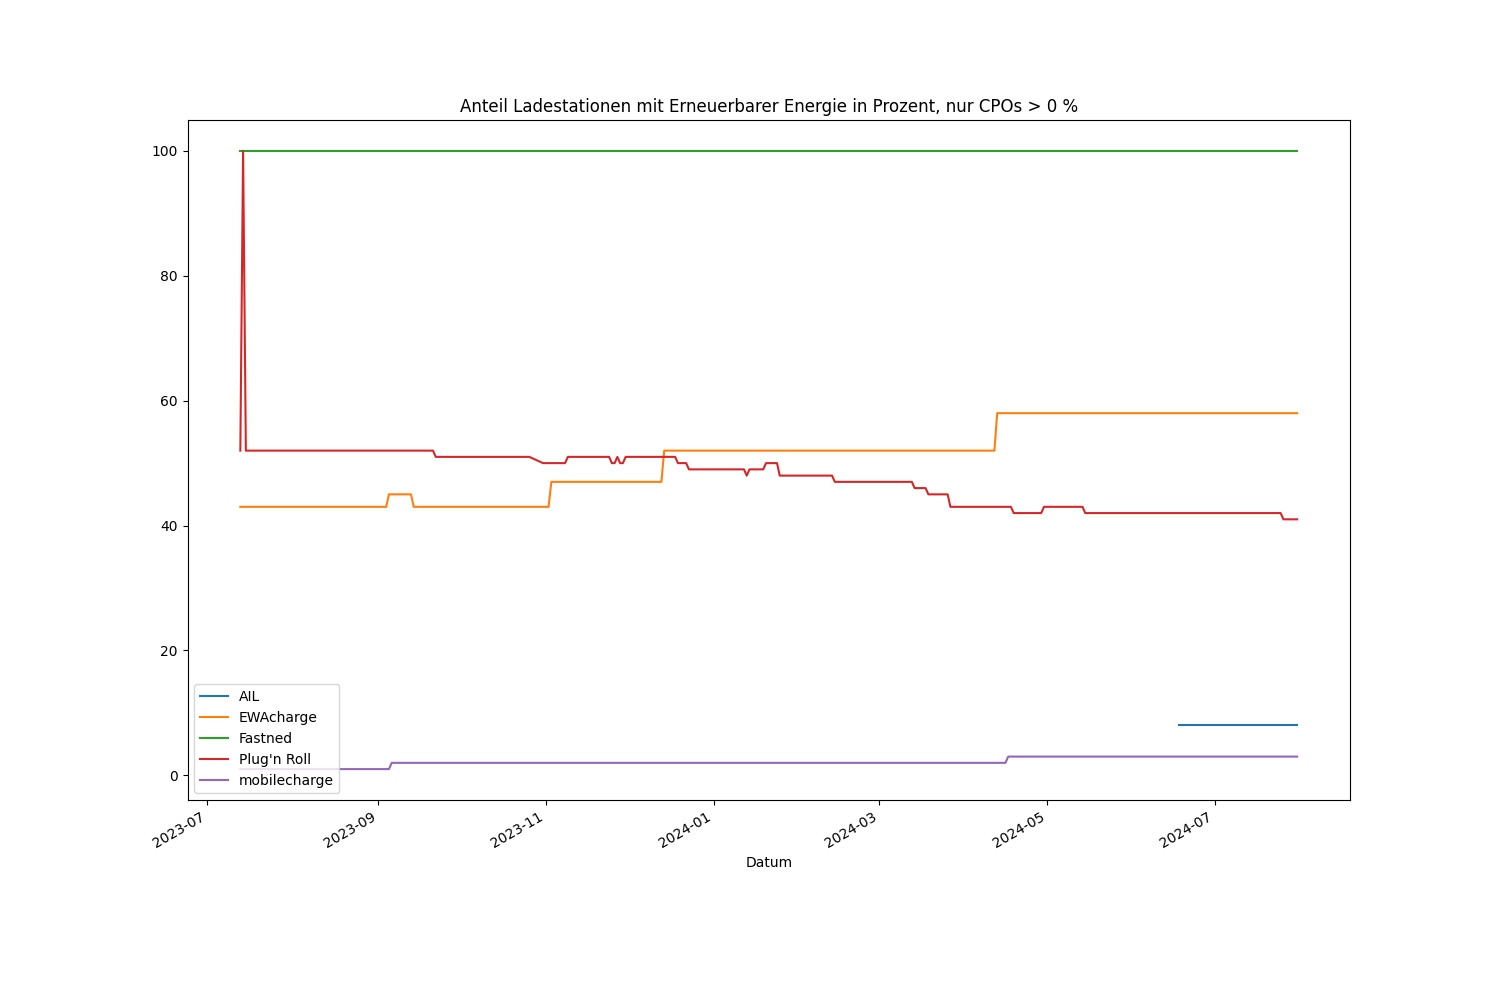 Anteil Ladestationen mit Erneuerbarer Energie in Prozent, nur CPOs > 0 %
100
80
60
40
20
0
AIL
EWAcharge
Fastned
Plug'n Roll
mobilecharge
2023-07
2023-09
2023-11
2024-01
2024-03
2024-05
2024-07
Datum